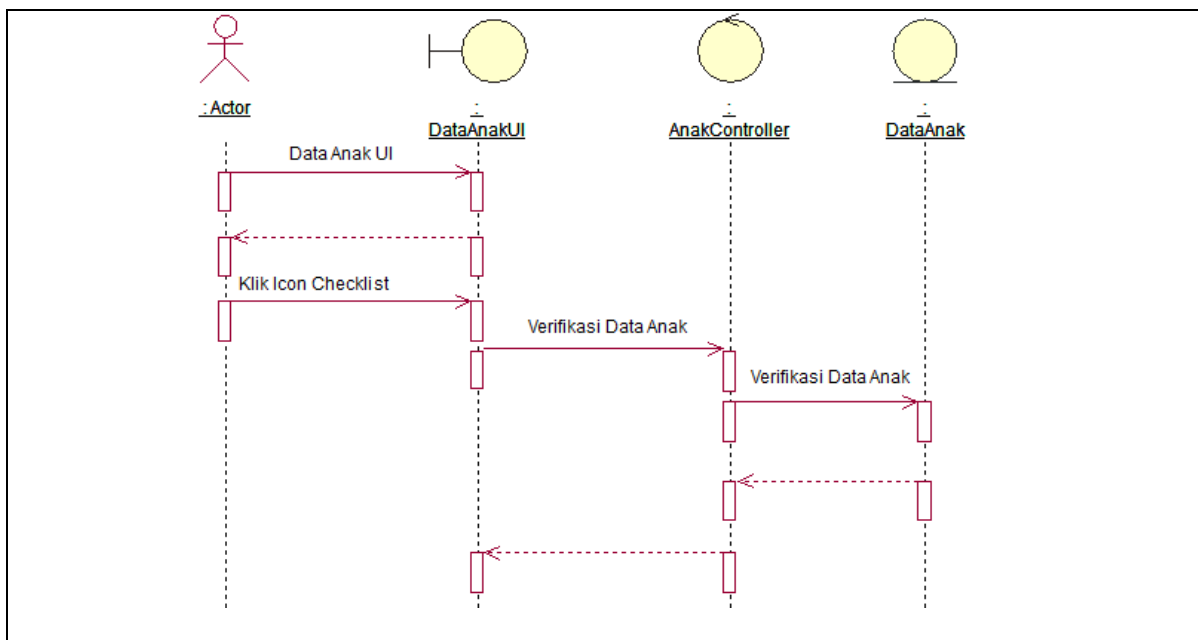 : Actor
:
DataAnakUI
:
AnakController
:
DataAnak
Data Anak UI
Klik Icon Checklist
Verifikasi Data Anak
Verifikasi Data Anak